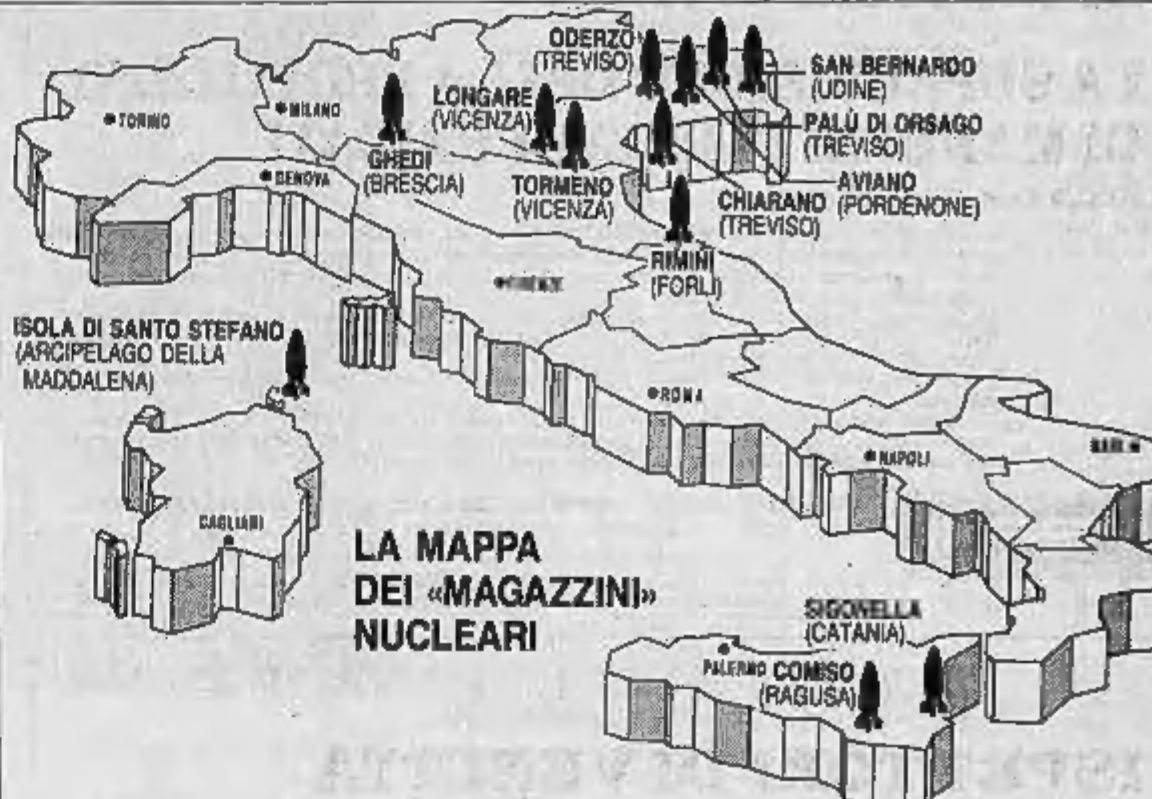 ODERZO
(TREVISO)
SAN BERNARDO
(UDINE)
LONGARE
(VICENZA)
MILANO
TORINO
PALÙ DI ORSAGO
(TREVISO)
GHEDI
(BRESCIA)
GENOVA
TORMENO
(VICENZA)
AVIANO
(PORDENONE)
CHIARANO
(TREVISO)
RIMINI
(FORLÌ)
FIRENZE
ISOLA DI SANTO STEFANO
(ARCIPELAGO DELLA
MADDALENA)
ROMA
BARI
NAPOLI
CAGLIARI
LA MAPPA
DEI «MAGAZZINI»
NUCLEARI
SIGONELLA
(CATANIA)
PALERMO
COMISO
(RAGUSA)